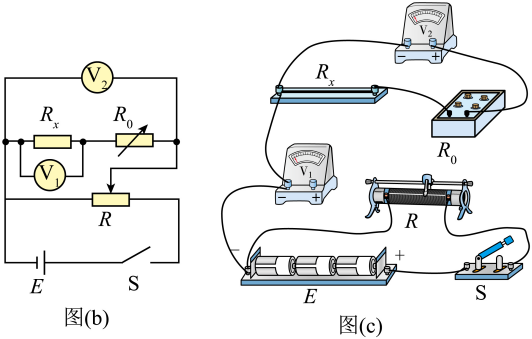 V₂
Rₓ R₀
V₁
R
E S
图(b)
V₂
− +
Rₓ
R₀
V₁
− +
R
− +
E S
图(c)